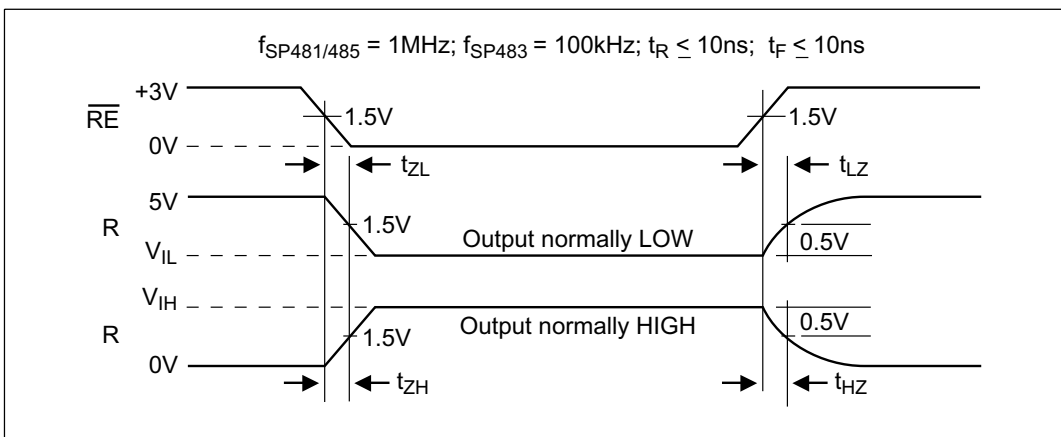 fSP481/485 = 1MHz; fSP483 = 100kHz; tR ≤ 10ns; tF ≤ 10ns
+3V
R̅E̅
1.5V
1.5V
0V
tZL
tLZ
5V
R
1.5V
Output normally LOW
0.5V
VIL
VIH
R
1.5V
Output normally HIGH
0.5V
0V
tZH
tHZ